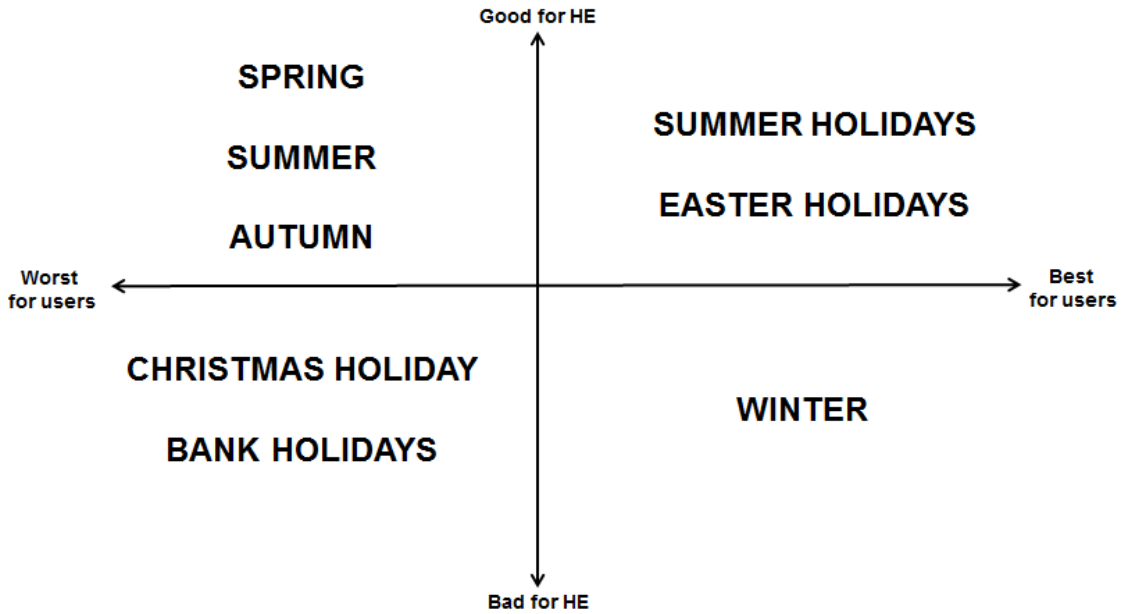 Good for HE
SPRING
SUMMER HOLIDAYS
SUMMER
EASTER HOLIDAYS
AUTUMN
Worst
for users
Best
for users
CHRISTMAS HOLIDAY
WINTER
BANK HOLIDAYS
Bad for HE